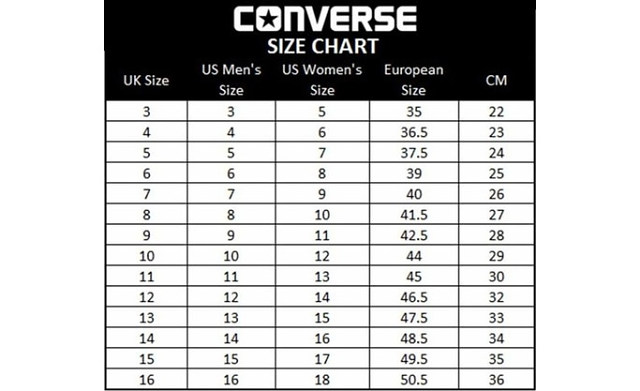 CONVERSE
SIZE CHART
UK Size US Men's Size US Women's Size European Size CM
3 3 5 35 22
4 4 6 36.5 23
5 5 7 37.5 24
6 6 8 39 25
7 7 9 40 26
8 8 10 41.5 27
9 9 11 42.5 28
10 10 12 44 29
11 11 13 45 30
12 12 14 46.5 32
13 13 15 47.5 33
14 14 16 48.5 34
15 15 17 49.5 35
16 16 18 50.5 36